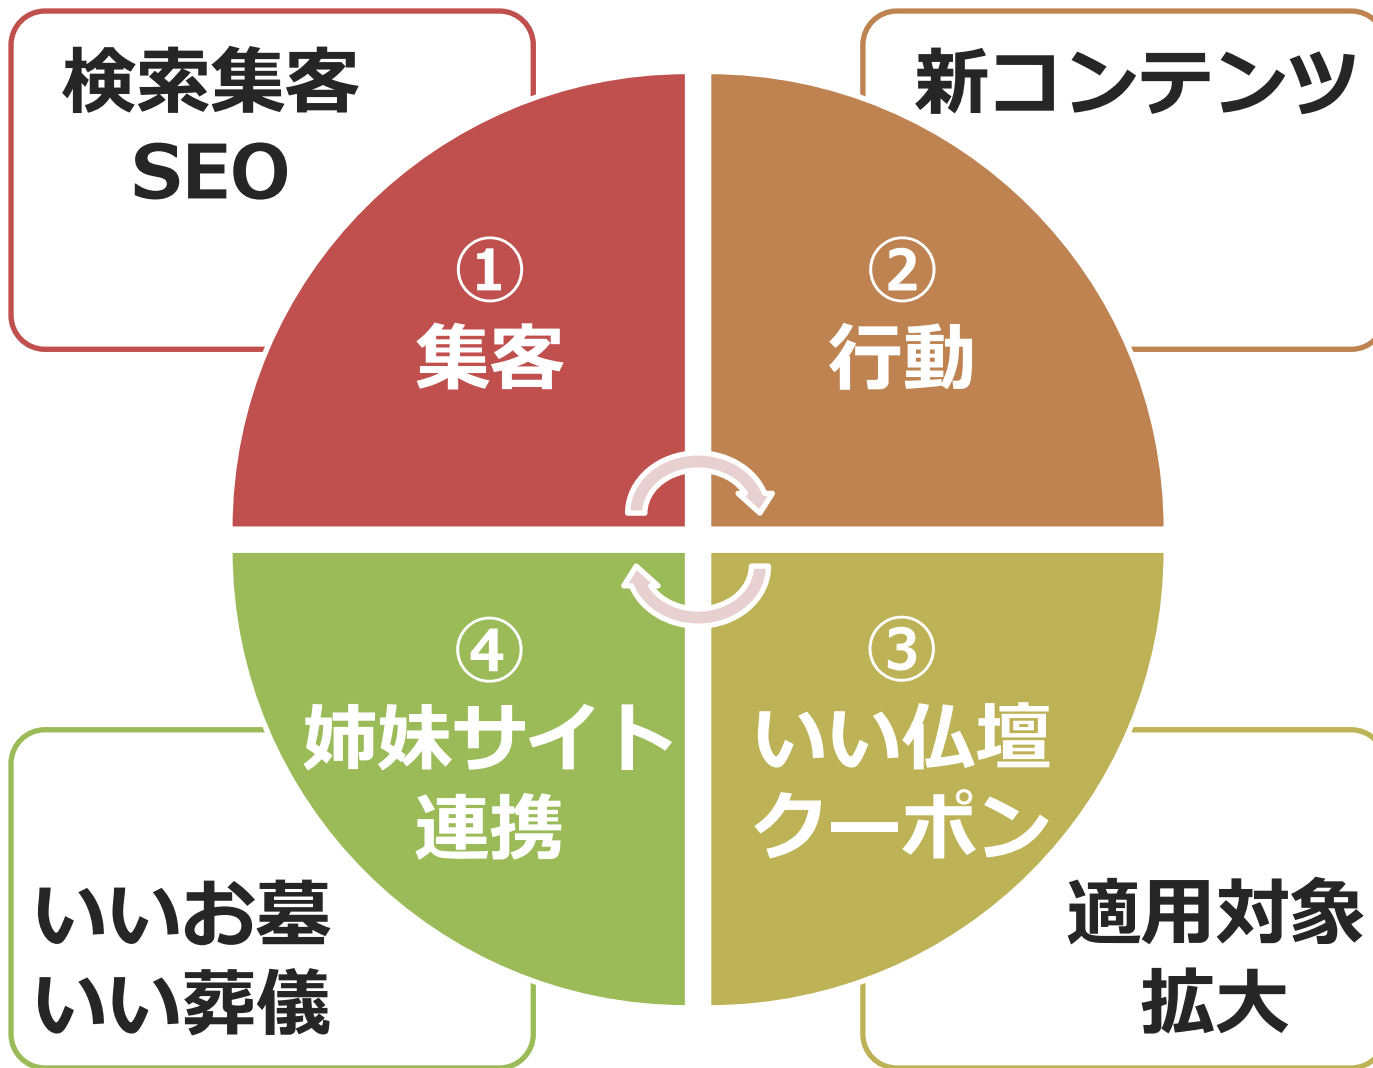 検索集客
SEO
新コンテンツ
①
集客
②
行動
④
姉妹サイト
連携
③
いい仏壇
クーポン
いいお墓
いい葬儀
適用対象
拡大